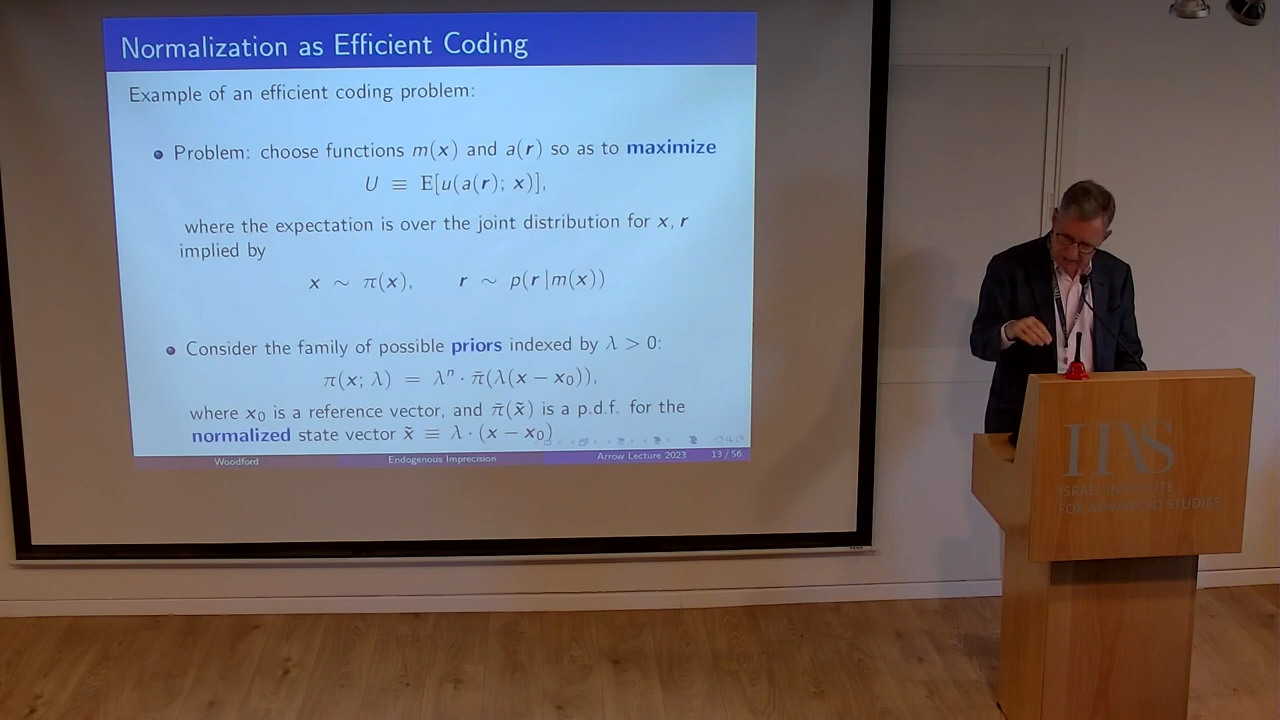 Normalization as Efficient Coding
Example of an efficient coding problem:
Problem: choose functions m(x) and a(r) so as to maximize
U ≡ E[u(a(r); x)],
where the expectation is over the joint distribution for x, r
implied by
x ∼ π(x), r ∼ p(r|m(x))
Consider the family of possible priors indexed by λ > 0:
π(x; λ) = λⁿ · π̄(λ(x − x₀)),
where x₀ is a reference vector, and π̄(x̃) is a p.d.f. for the
normalized state vector x̃ ≡ λ · (x − x₀)
Woodford Endogenous Imprecision Arrow Lecture 2023 13 / 56
IIAS
ISRAEL INSTITUTE
FOR ADVANCED STUDIES